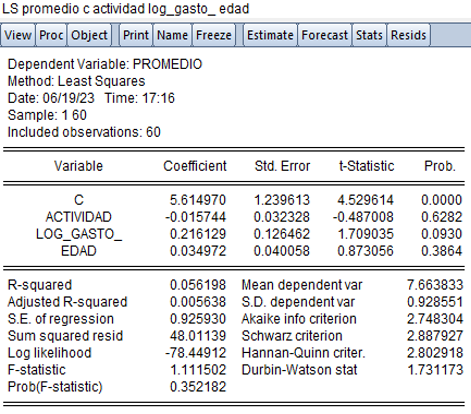 LS promedio c actividad log_gasto_ edad
View Proc Object Print Name Freeze Estimate Forecast Stats Resids
Dependent Variable: PROMEDIO
Method: Least Squares
Date: 06/19/23 Time: 17:16
Sample: 1 60
Included observations: 60
Variable Coefficient Std. Error t-Statistic Prob.
C 5.614970 1.239613 4.529614 0.0000
ACTIVIDAD -0.015744 0.032328 -0.487008 0.6282
LOG_GASTO_ 0.216129 0.126462 1.709035 0.0930
EDAD 0.034972 0.040058 0.873056 0.3864
R-squared 0.056198 Mean dependent var 7.663833
Adjusted R-squared 0.005638 S.D. dependent var 0.928551
S.E. of regression 0.925930 Akaike info criterion 2.748304
Sum squared resid 48.01139 Schwarz criterion 2.887927
Log likelihood -78.44912 Hannan-Quinn criter. 2.802918
F-statistic 1.111502 Durbin-Watson stat 1.731173
Prob(F-statistic) 0.352182